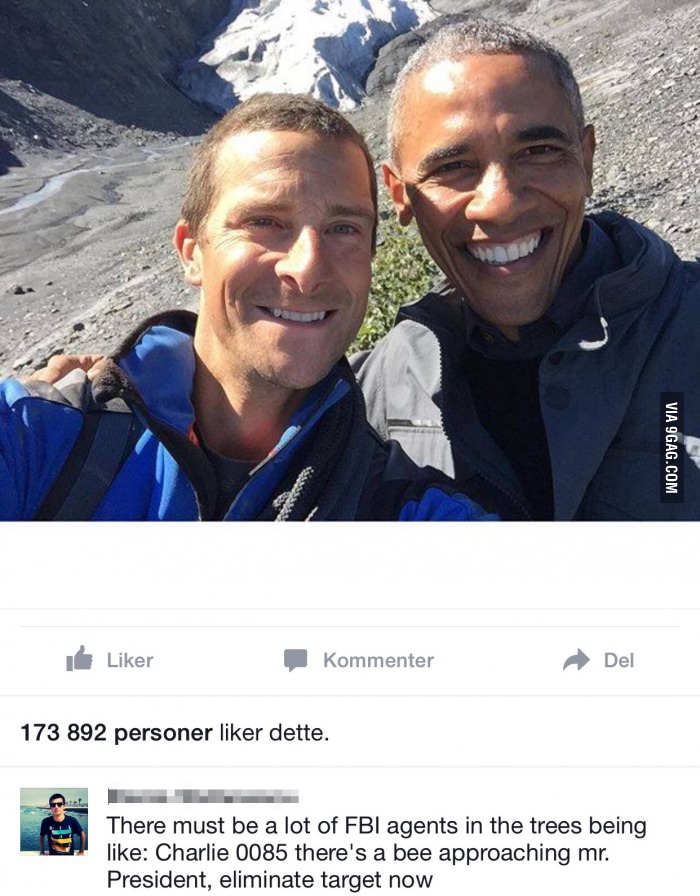 VIA 9GAG.COM
Liker Kommenter Del
173 892 personer liker dette.
There must be a lot of FBI agents in the trees being
like: Charlie 0085 there's a bee approaching mr.
President, eliminate target now